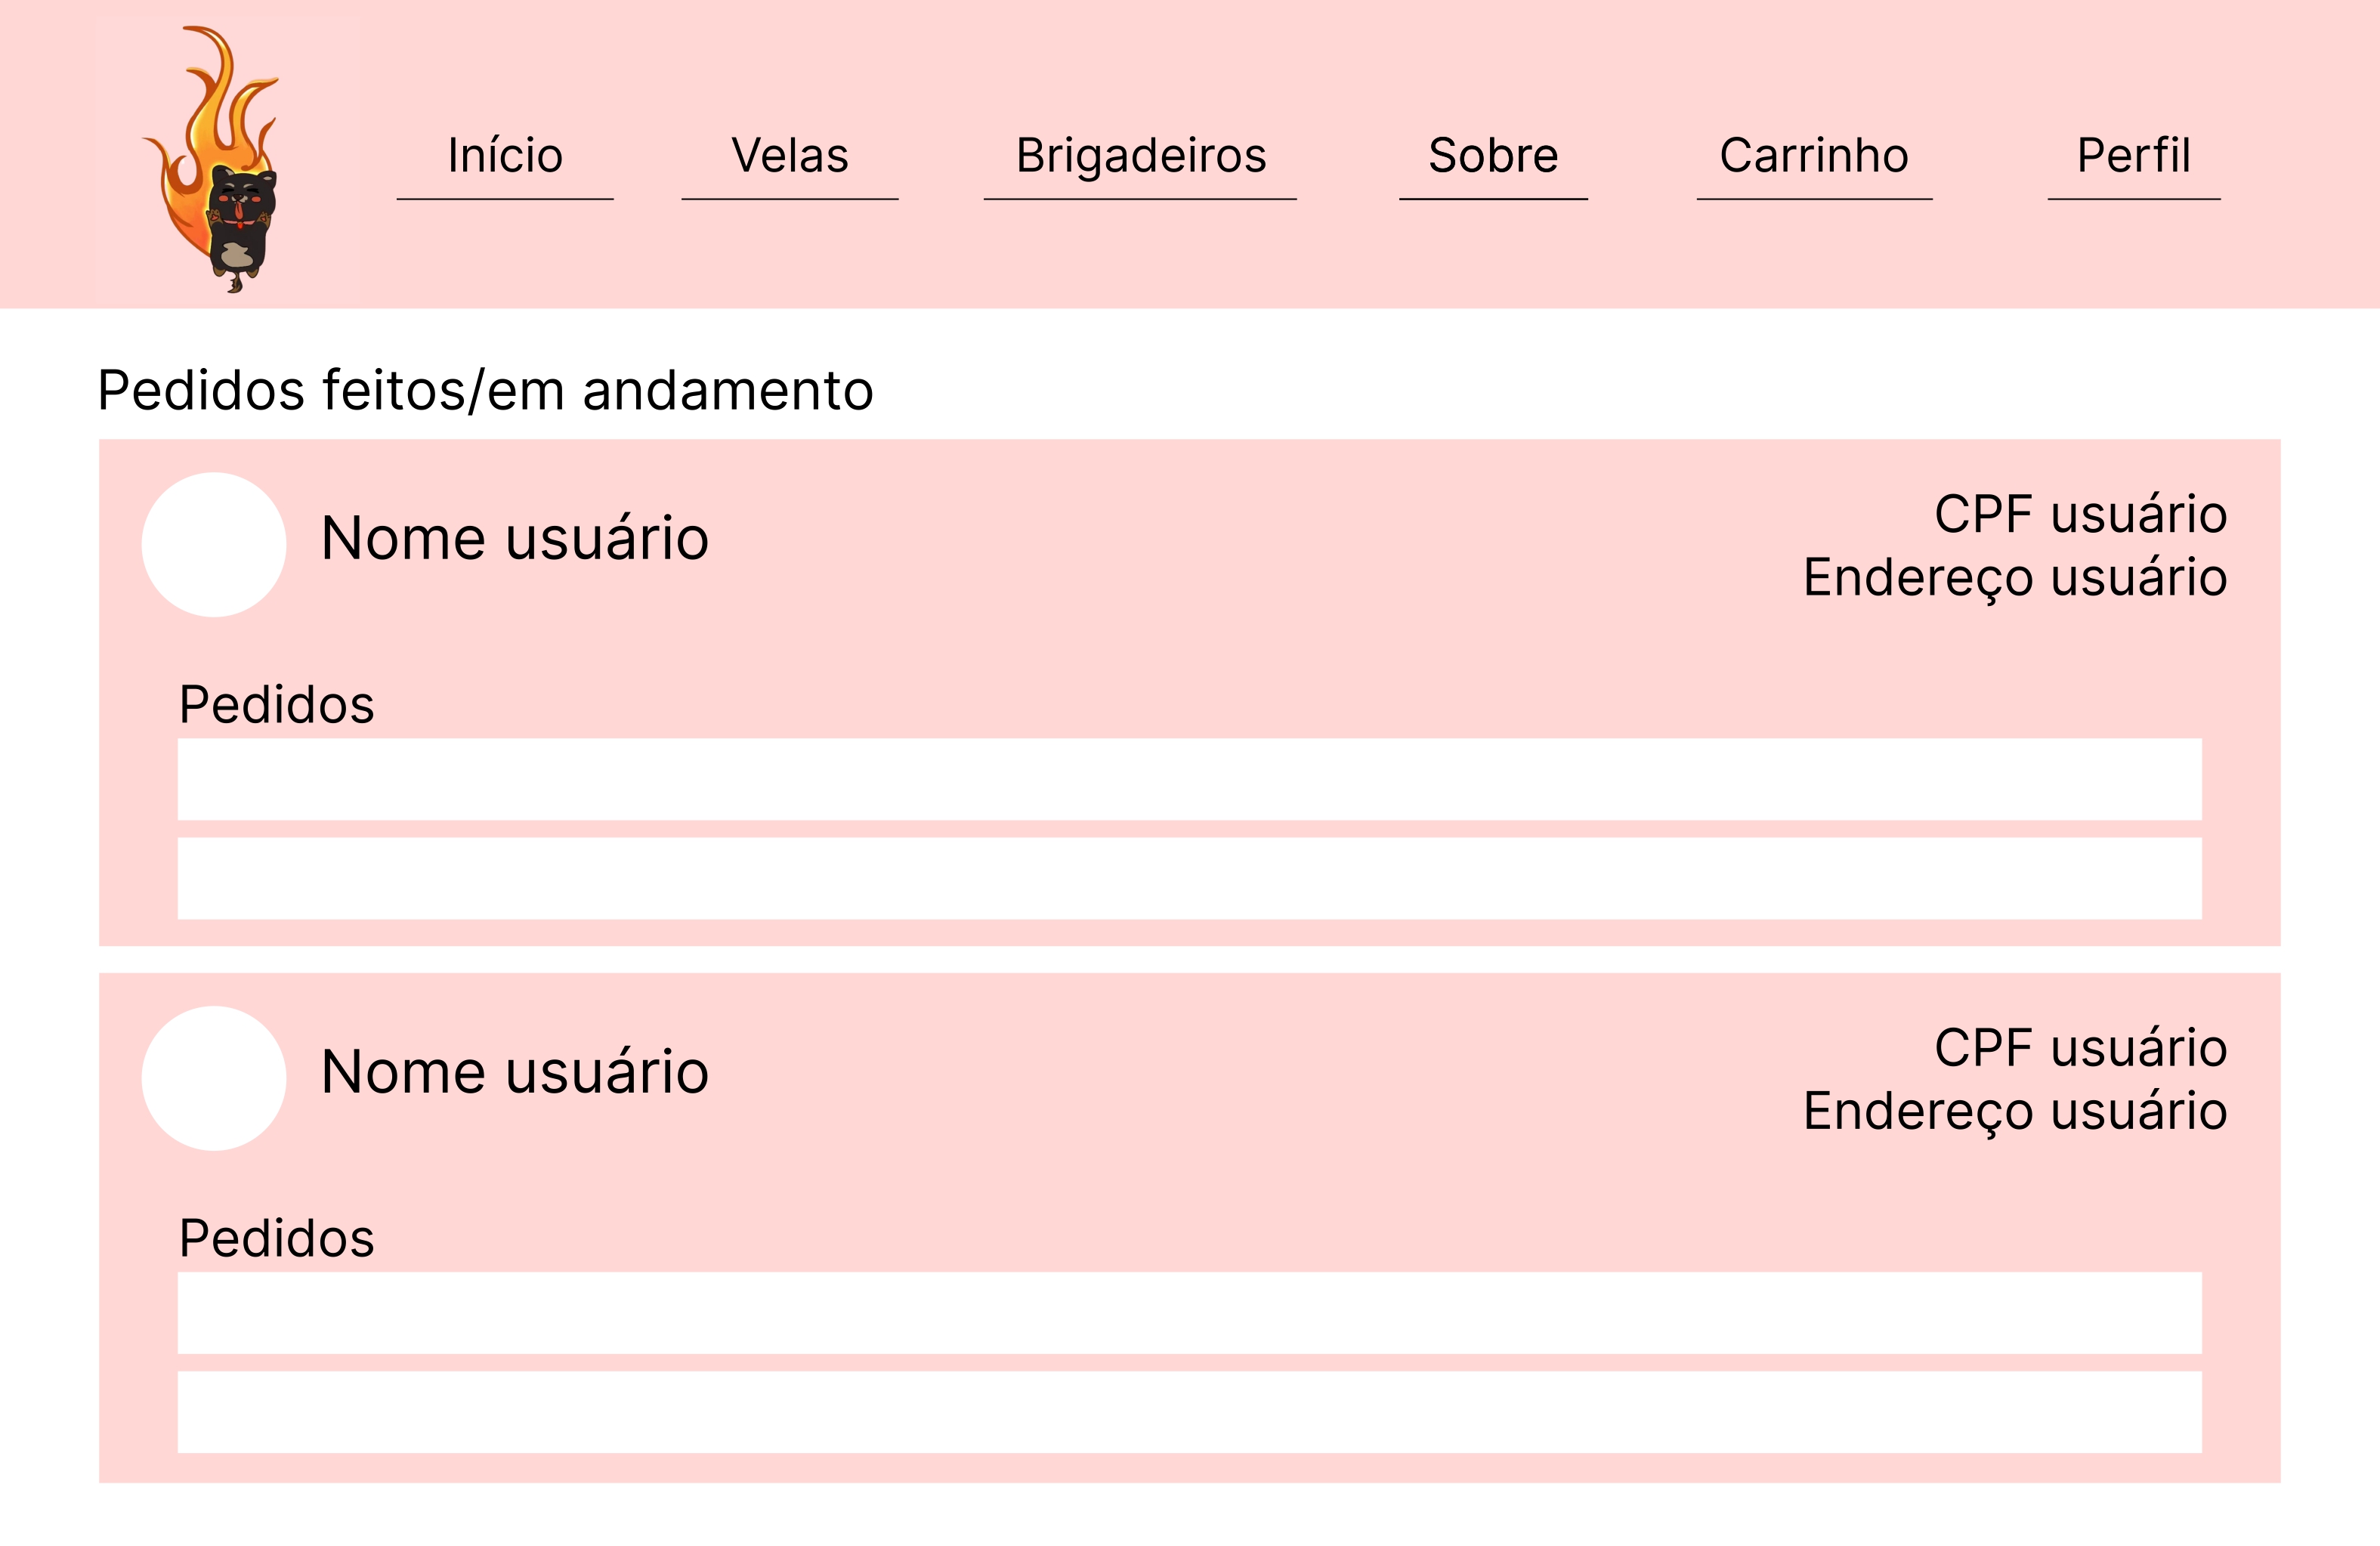 Início Velas Brigadeiros Sobre Carrinho Perfil
Pedidos feitos/em andamento
Nome usuário
CPF usuário
Endereço usuário
Pedidos
Nome usuário
CPF usuário
Endereço usuário
Pedidos